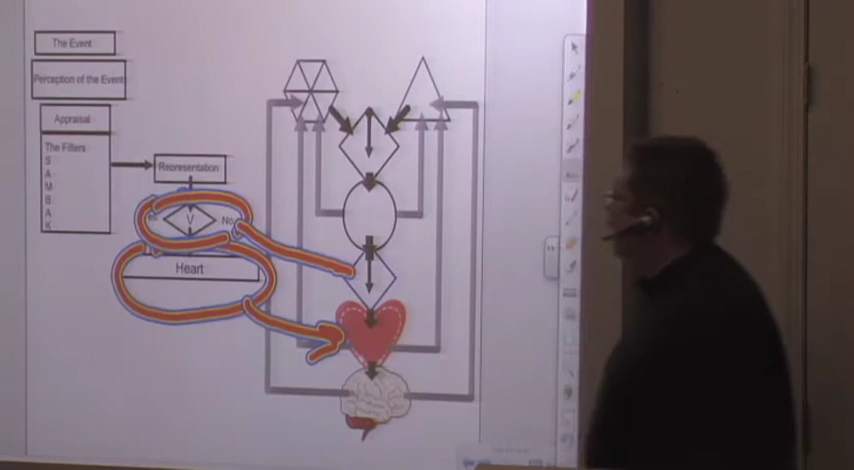 The Event
Perception of the Event
Appraisal
The Filters
S
A
M
B
A
K
Representation
V
No
Heart